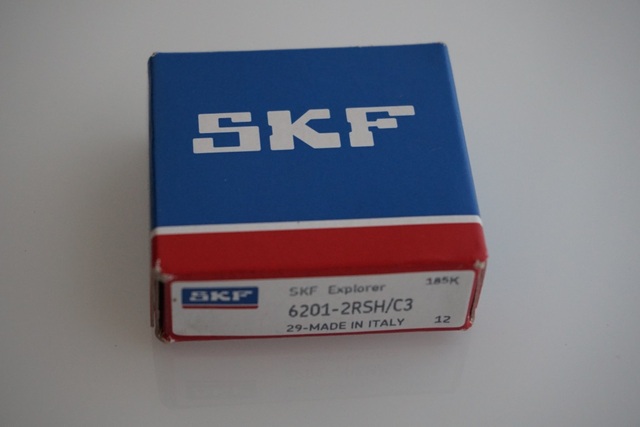 SKF
SKF
SKF Explorer
185K
6201-2RSH/C3
29-MADE IN ITALY
12